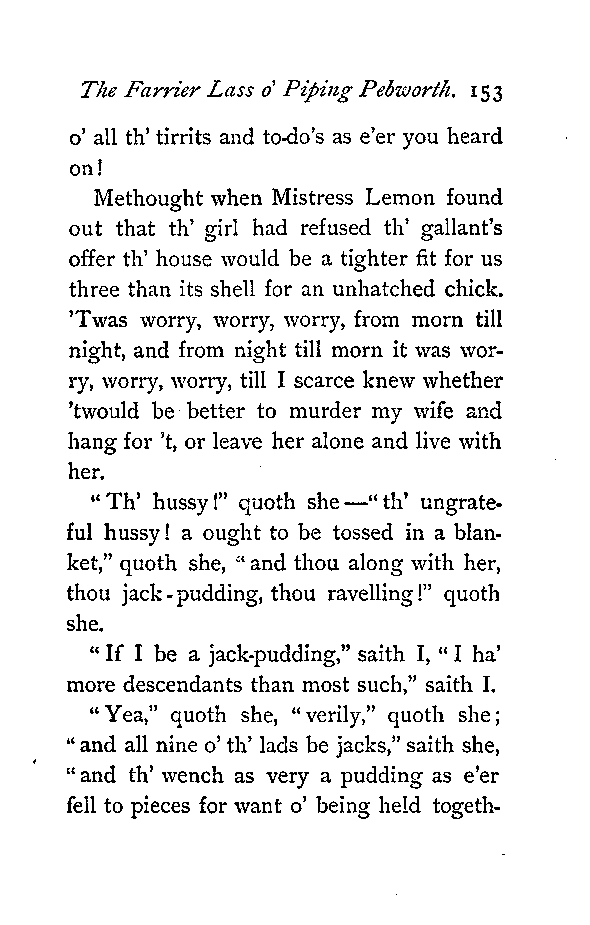 The Farrier Lass o' Piping Pebworth. 153
o' all th' tirrits and to-do's as e'er you heard
on!
Methought when Mistress Lemon found
out that th' girl had refused th' gallant's
offer th' house would be a tighter fit for us
three than its shell for an unhatched chick.
'Twas worry, worry, worry, from morn till
night, and from night till morn it was wor-
ry, worry, worry, till I scarce knew whether
'twould be better to murder my wife and
hang for 't, or leave her alone and live with
her.
"Th' hussy!" quoth she—"th' ungrate-
ful hussy! a ought to be tossed in a blan-
ket," quoth she, "and thou along with her,
thou jack-pudding, thou ravelling!" quoth
she.
"If I be a jack-pudding," saith I, "I ha'
more descendants than most such," saith I.
"Yea," quoth she, "verily," quoth she;
"and all nine o' th' lads be jacks," saith she,
"and th' wench as very a pudding as e'er
fell to pieces for want o' being held togeth-